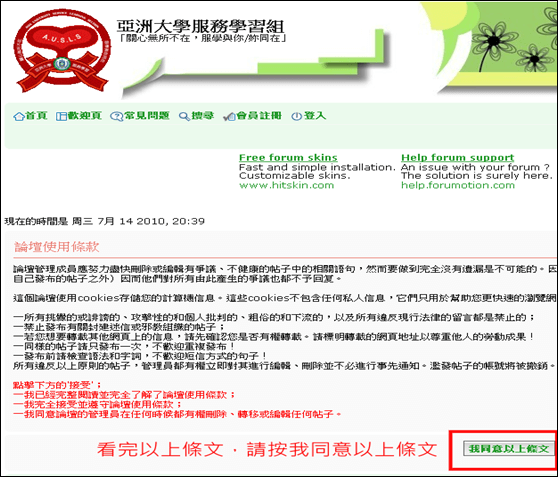 A.U.S.L.S
亞洲大學服務學習組
「關心無所不在，服學與你/妳同在」
首頁 歡迎頁 常見問題 搜尋 會員註冊 登入
Free forum skins
Fast and simple installation.
Customizable skins.
www.hitskin.com
Help forum support
An issue with your forum ?
The solution is surely here.
help.forumotion.com
現在的時間是 周三 7月 14 2010, 20:39
論壇使用條款
論壇管理成員應努力盡快刪除或編輯有爭議、不健康的帖子中的相關語句，然而要做到完全沒有遺漏是不可能的。因
自己發布的帖子之外）因而他們對所有由此產生的爭議也都不予回復。
這個論壇使用cookies存儲您的計算機信息。這些cookies不包含任何私人信息，它們只用於幫助您更快速的瀏覽網
一所有挑釁的或誹謗的、攻擊性的和個人批判的、粗俗的和下流的，以及所有違反現行法律的留言都是禁止的；
一禁止發布有關封建迷信或邪教組織的帖子；
一若您想要轉載其他網頁上的信息，請先確認您是否有權轉載。請標明轉載的網頁地址以尊重他人的勞動成果！
一同樣的帖子請只發布一次，不歡迎重複發布！
一發布前請檢查語法和字詞，不歡迎短信方式的句子！
所有違反以上原則的帖子，管理員都有權立即對其進行編輯、刪除並不必進行事先通知。濫發帖子的帳號將被撤銷。
點擊下方的'接受'；
一我已經完整閱讀並完全了解了論壇使用條款；
一我完全接受並遵守論壇使用條款；
一我同意論壇的管理員在任何時候都有權刪除、轉移或編輯任何帖子。
看完以上條文，請按我同意以上條文
我同意以上條文